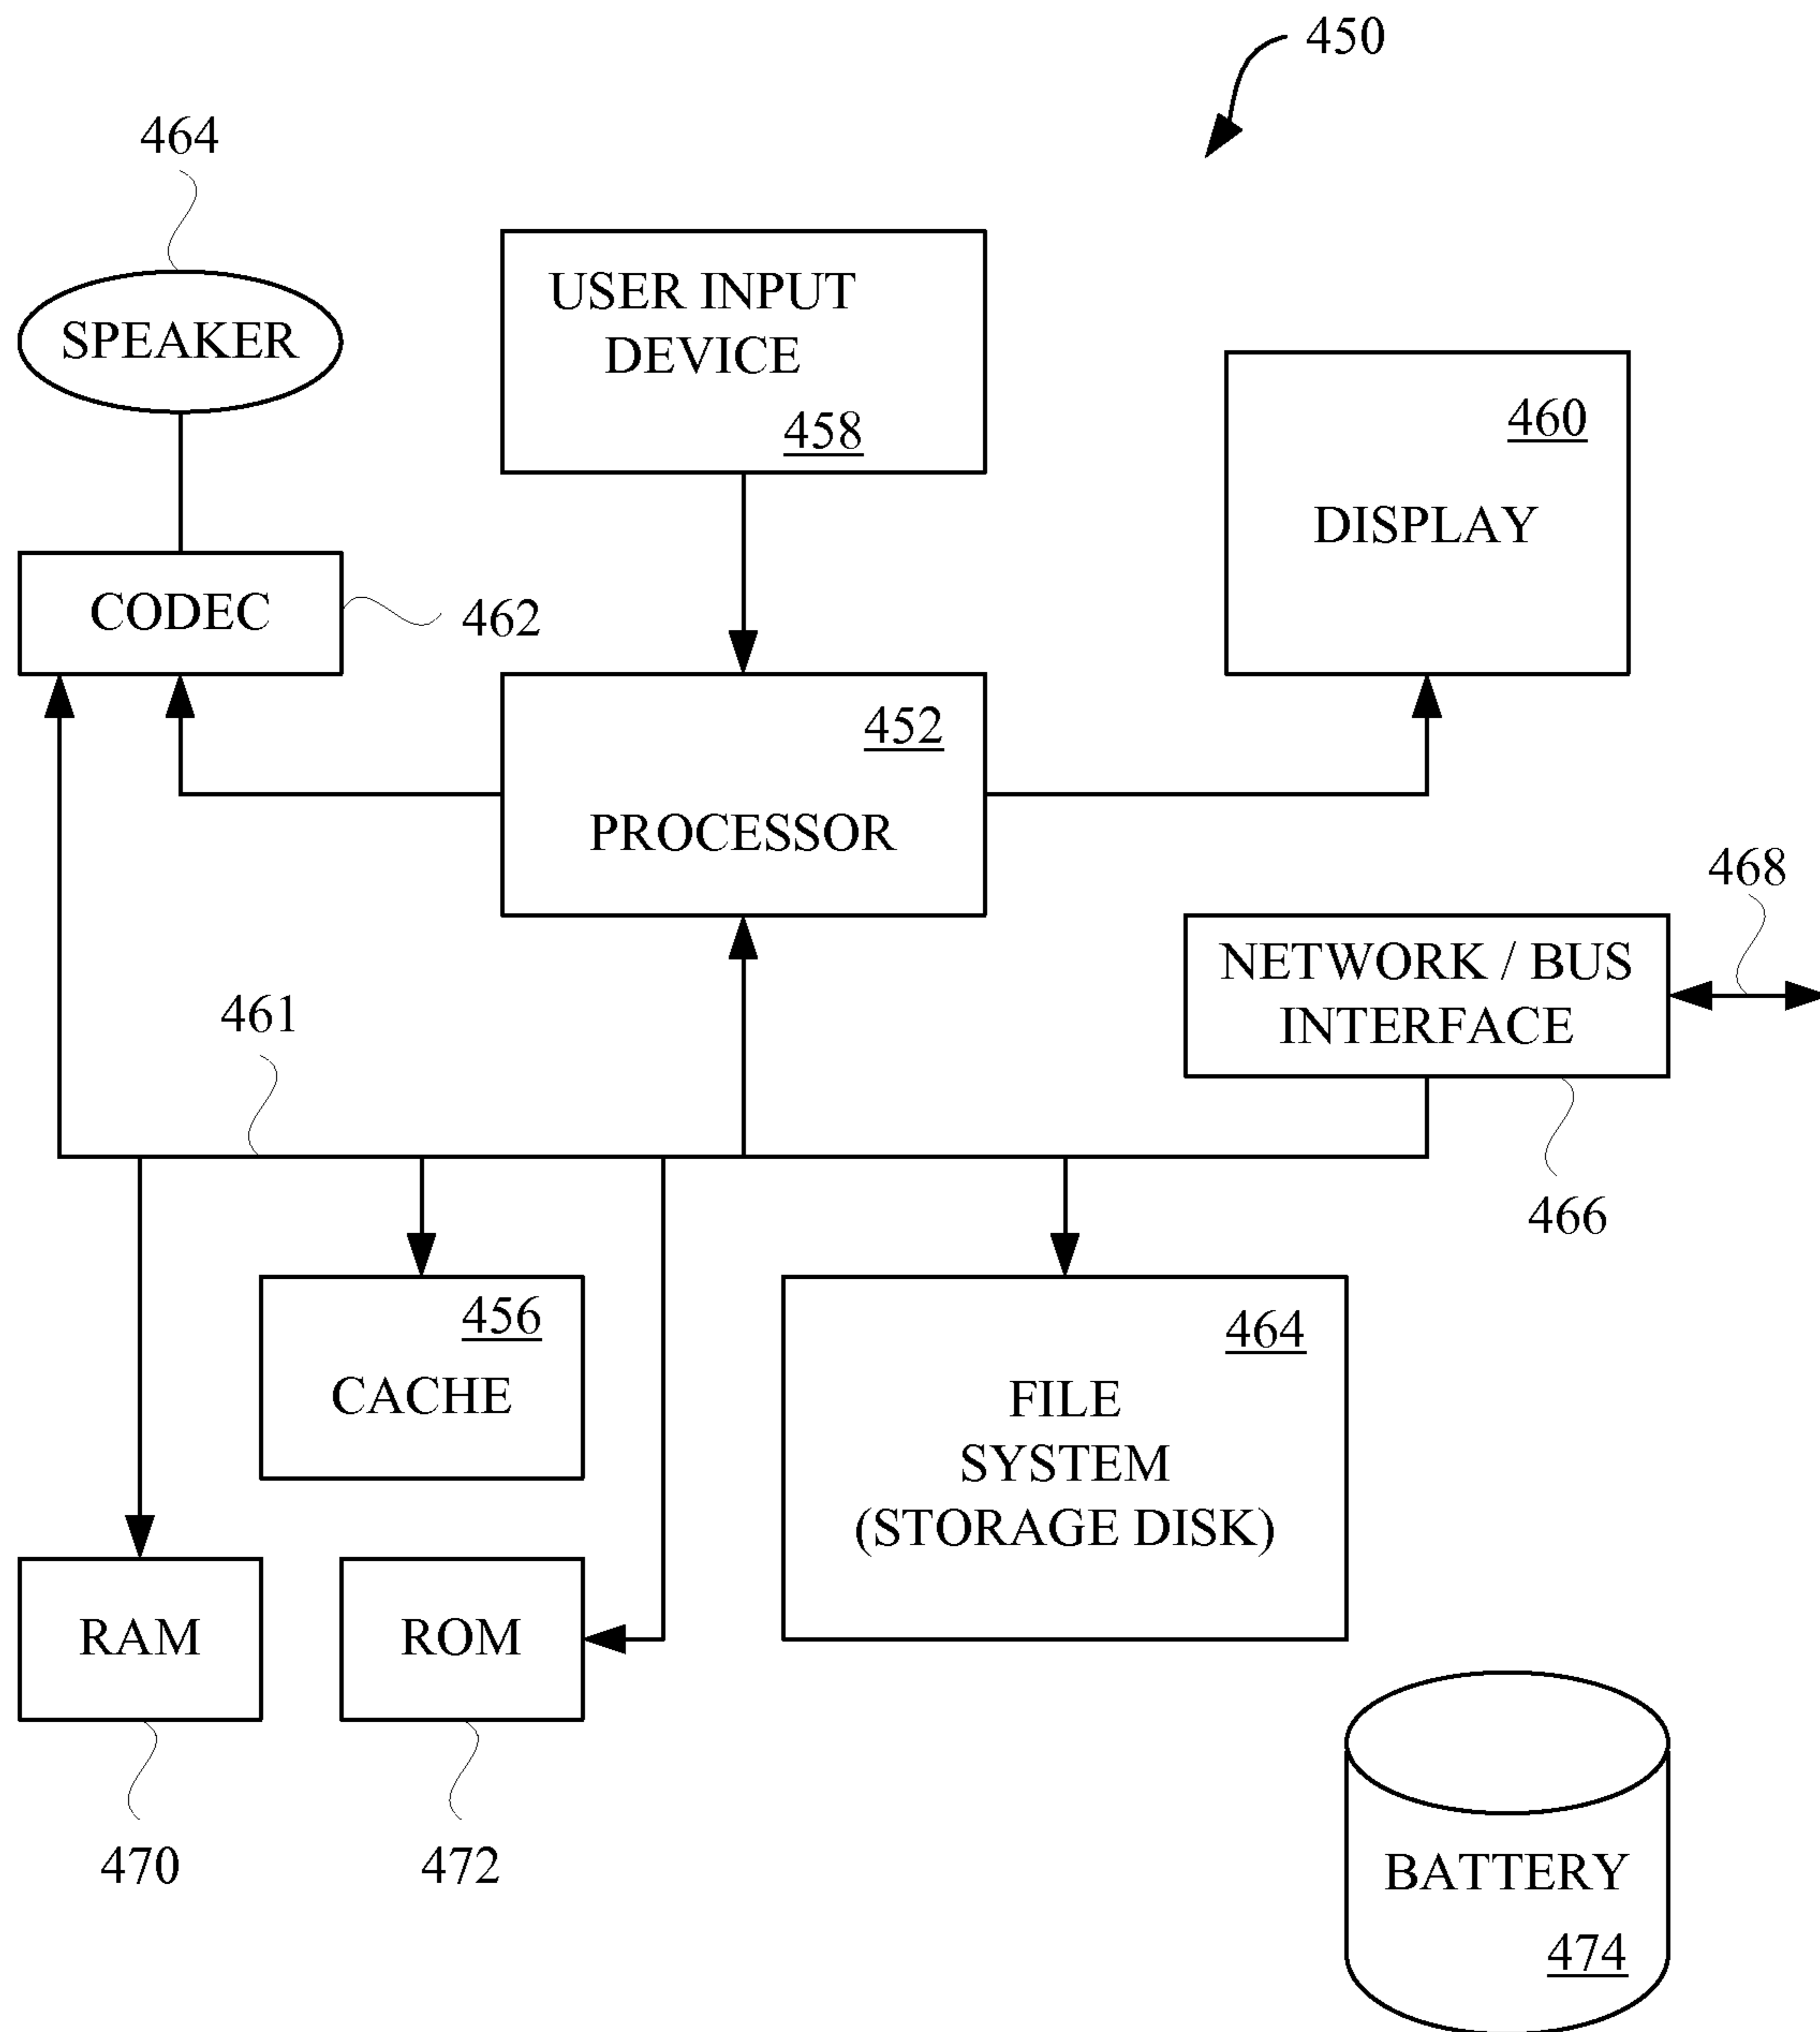 450
464
SPEAKER
USER INPUT
DEVICE
458
460
DISPLAY
CODEC
462
452
PROCESSOR
468
NETWORK / BUS
INTERFACE
461
466
456
CACHE
464
FILE
SYSTEM
(STORAGE DISK)
RAM
ROM
470
472
BATTERY
474